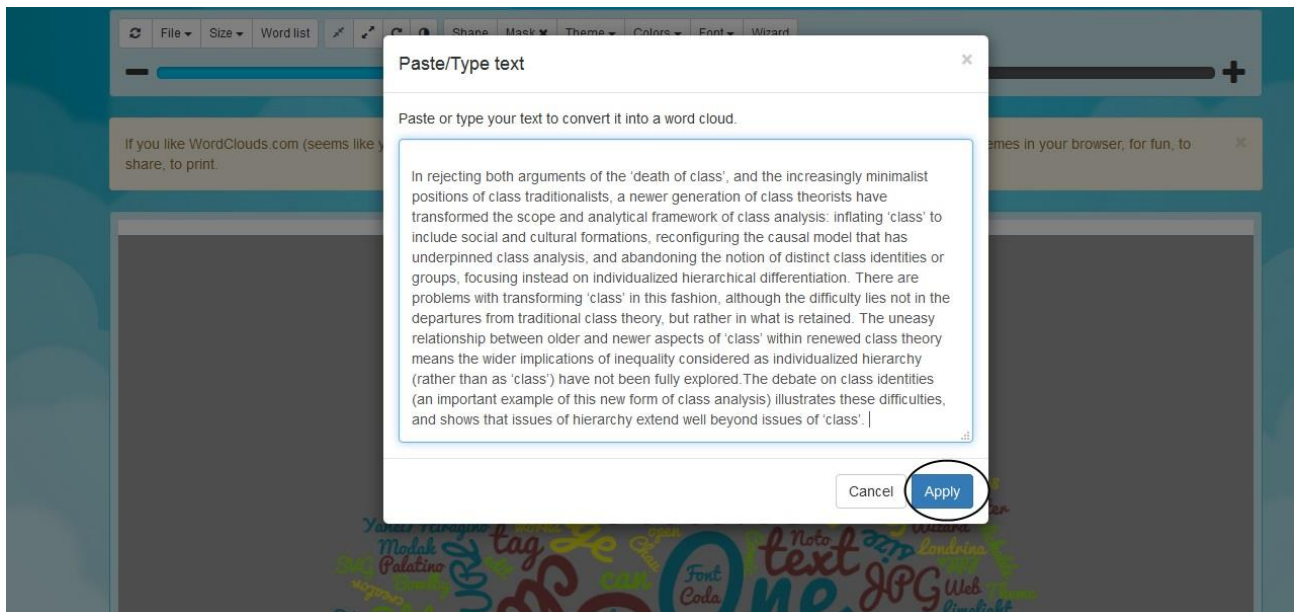 File Size Word list Shape Mask Theme Colors Font Wizard
Paste/Type text
Paste or type your text to convert it into a word cloud.
If you like WordClouds.com (seems like y
emes in your browser, for fun, to
share, to print.
In rejecting both arguments of the ‘death of class’, and the increasingly minimalist
positions of class traditionalists, a newer generation of class theorists have
transformed the scope and analytical framework of class analysis: inflating ‘class’ to
include social and cultural formations, reconfiguring the causal model that has
underpinned class analysis, and abandoning the notion of distinct class identities or
groups, focusing instead on individualized hierarchical differentiation. There are
problems with transforming ‘class’ in this fashion, although the difficulty lies not in the
departures from traditional class theory, but rather in what is retained. The uneasy
relationship between older and newer aspects of ‘class’ within renewed class theory
means the wider implications of inequality considered as individualized hierarchy
(rather than as ‘class’) have not been fully explored.The debate on class identities
(an important example of this new form of class analysis) illustrates these difficulties,
and shows that issues of hierarchy extend well beyond issues of ‘class’.
Cancel Apply
Modak
Palatino
tag
can
Font
Coda
One
Noto
text
JPG
Web
Londrina
Limelight